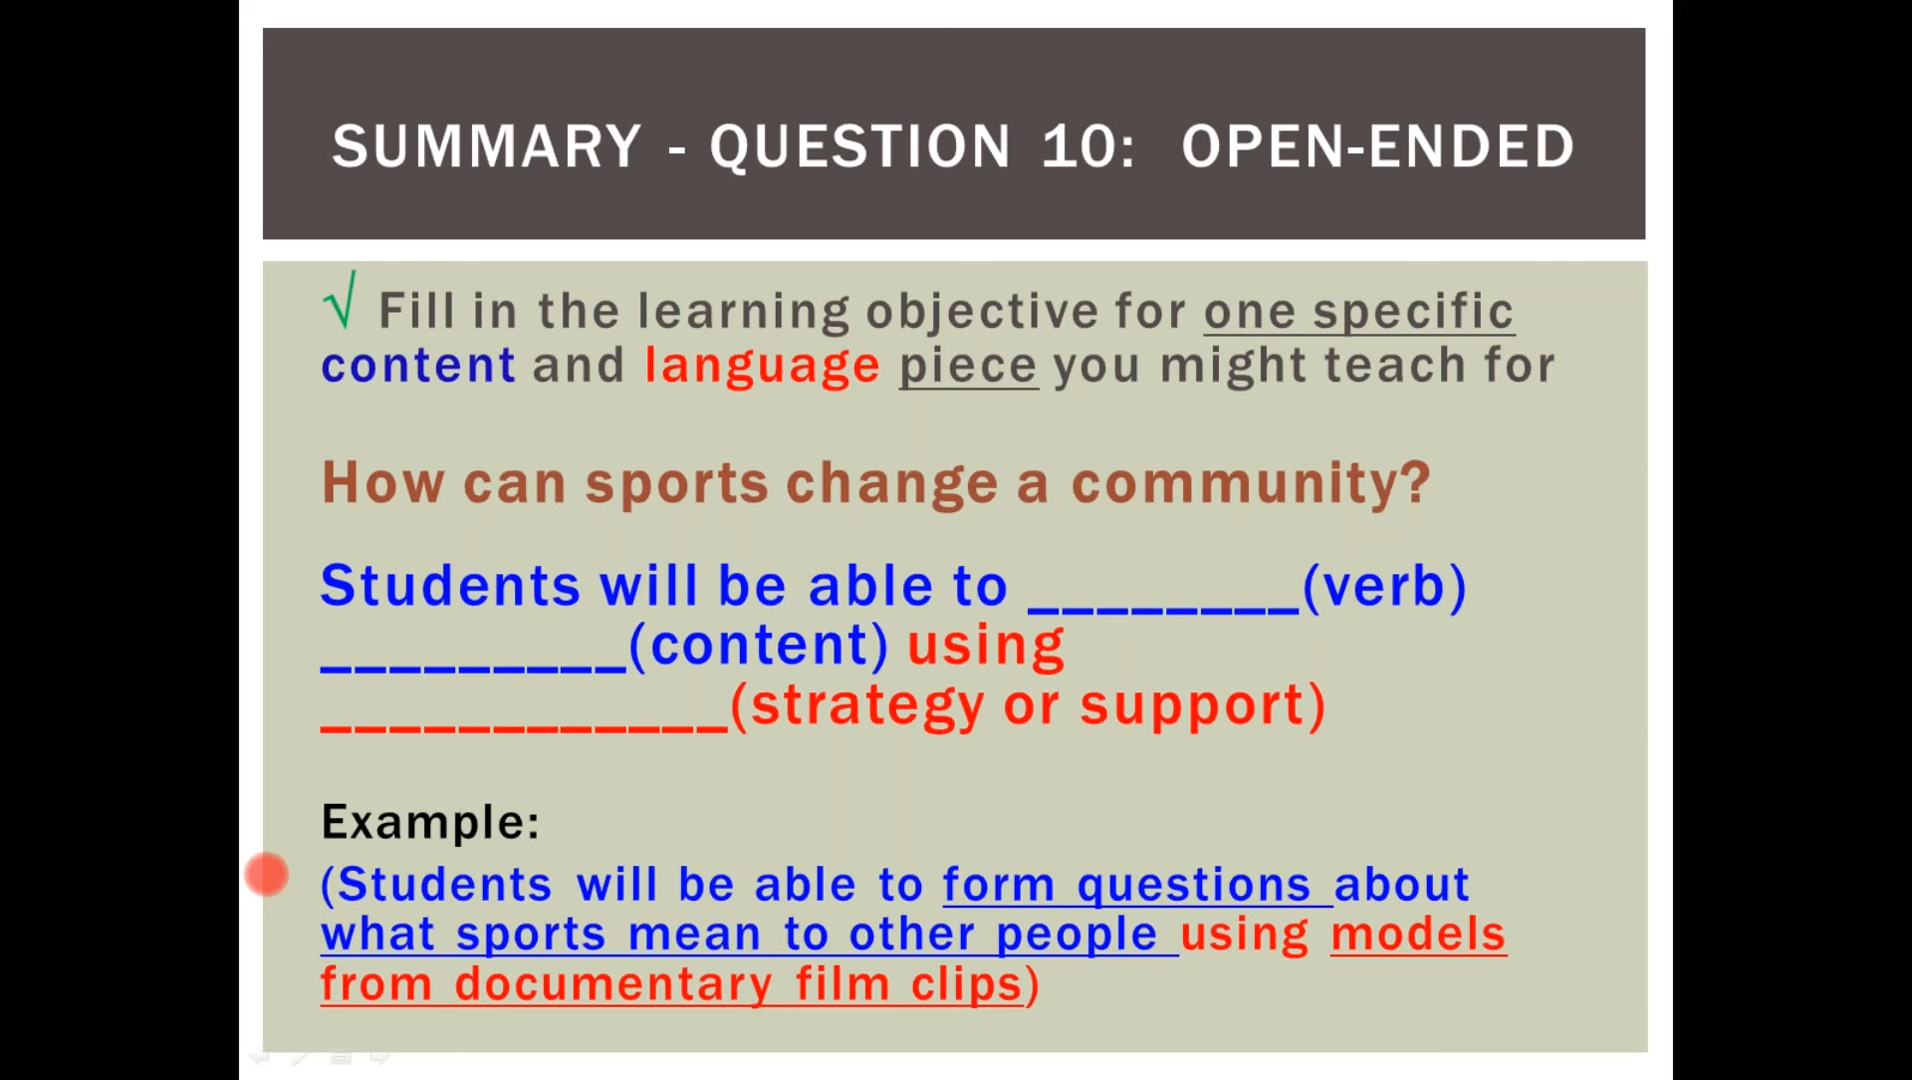 SUMMARY - QUESTION 10: OPEN-ENDED
√ Fill in the learning objective for one specific
content and language piece you might teach for
How can sports change a community?
Students will be able to ________(verb)
_________(content) using
____________(strategy or support)
Example:
(Students will be able to form questions about
what sports mean to other people using models
from documentary film clips)